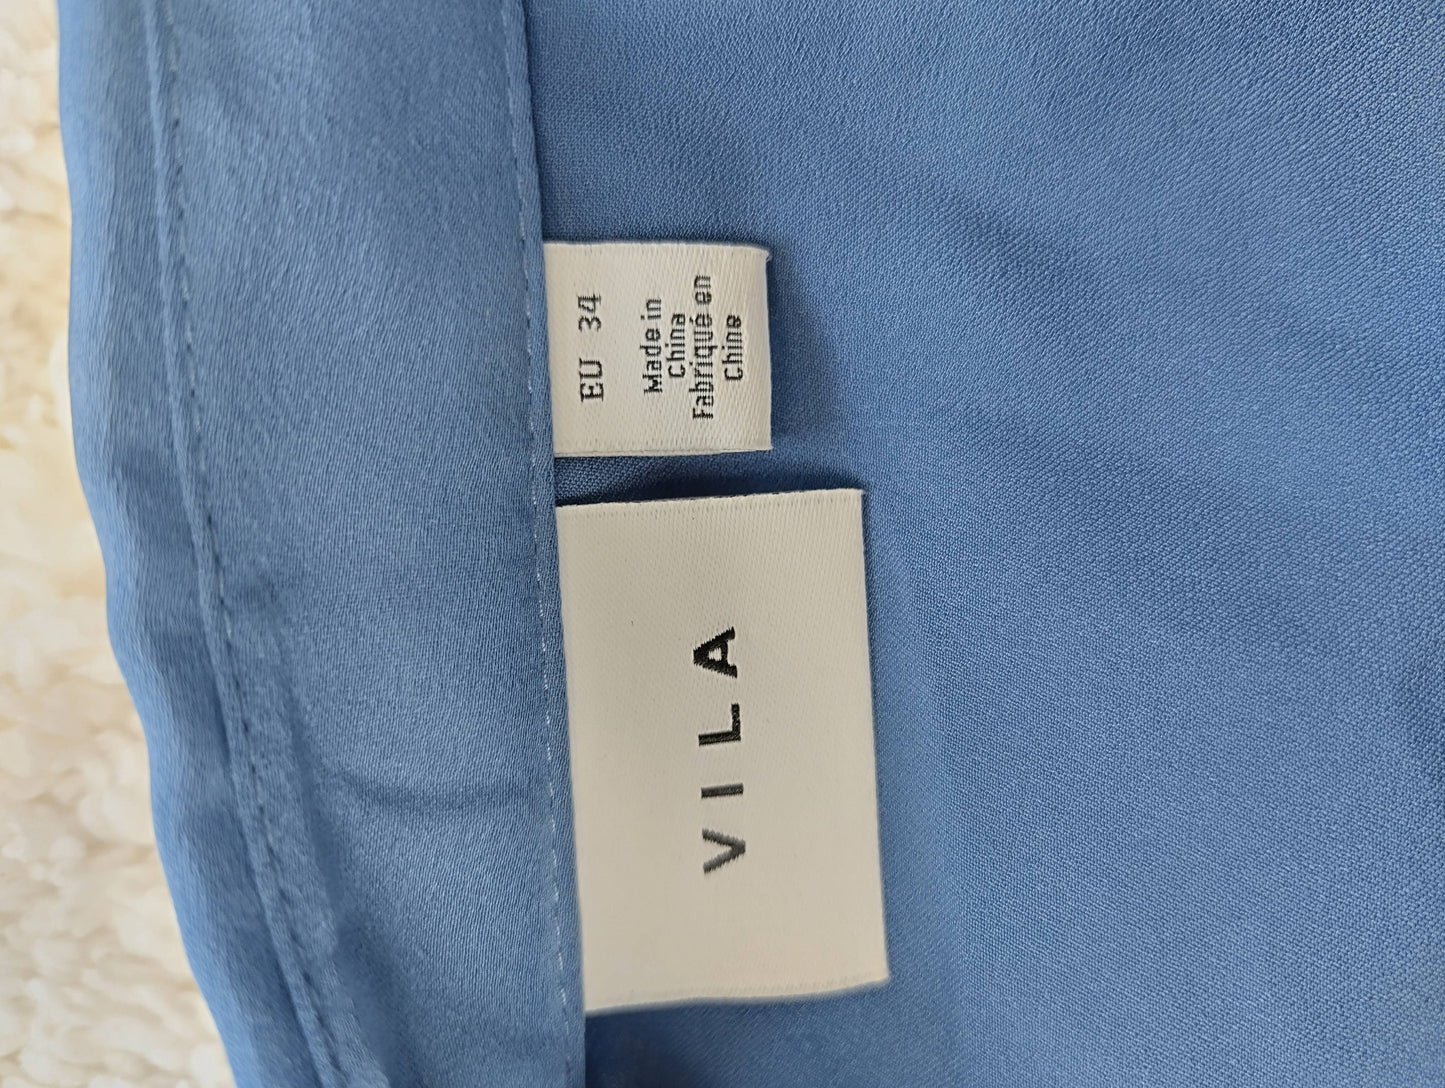 VILA
EU 34
Made in
China
Fabriqué en
Chine